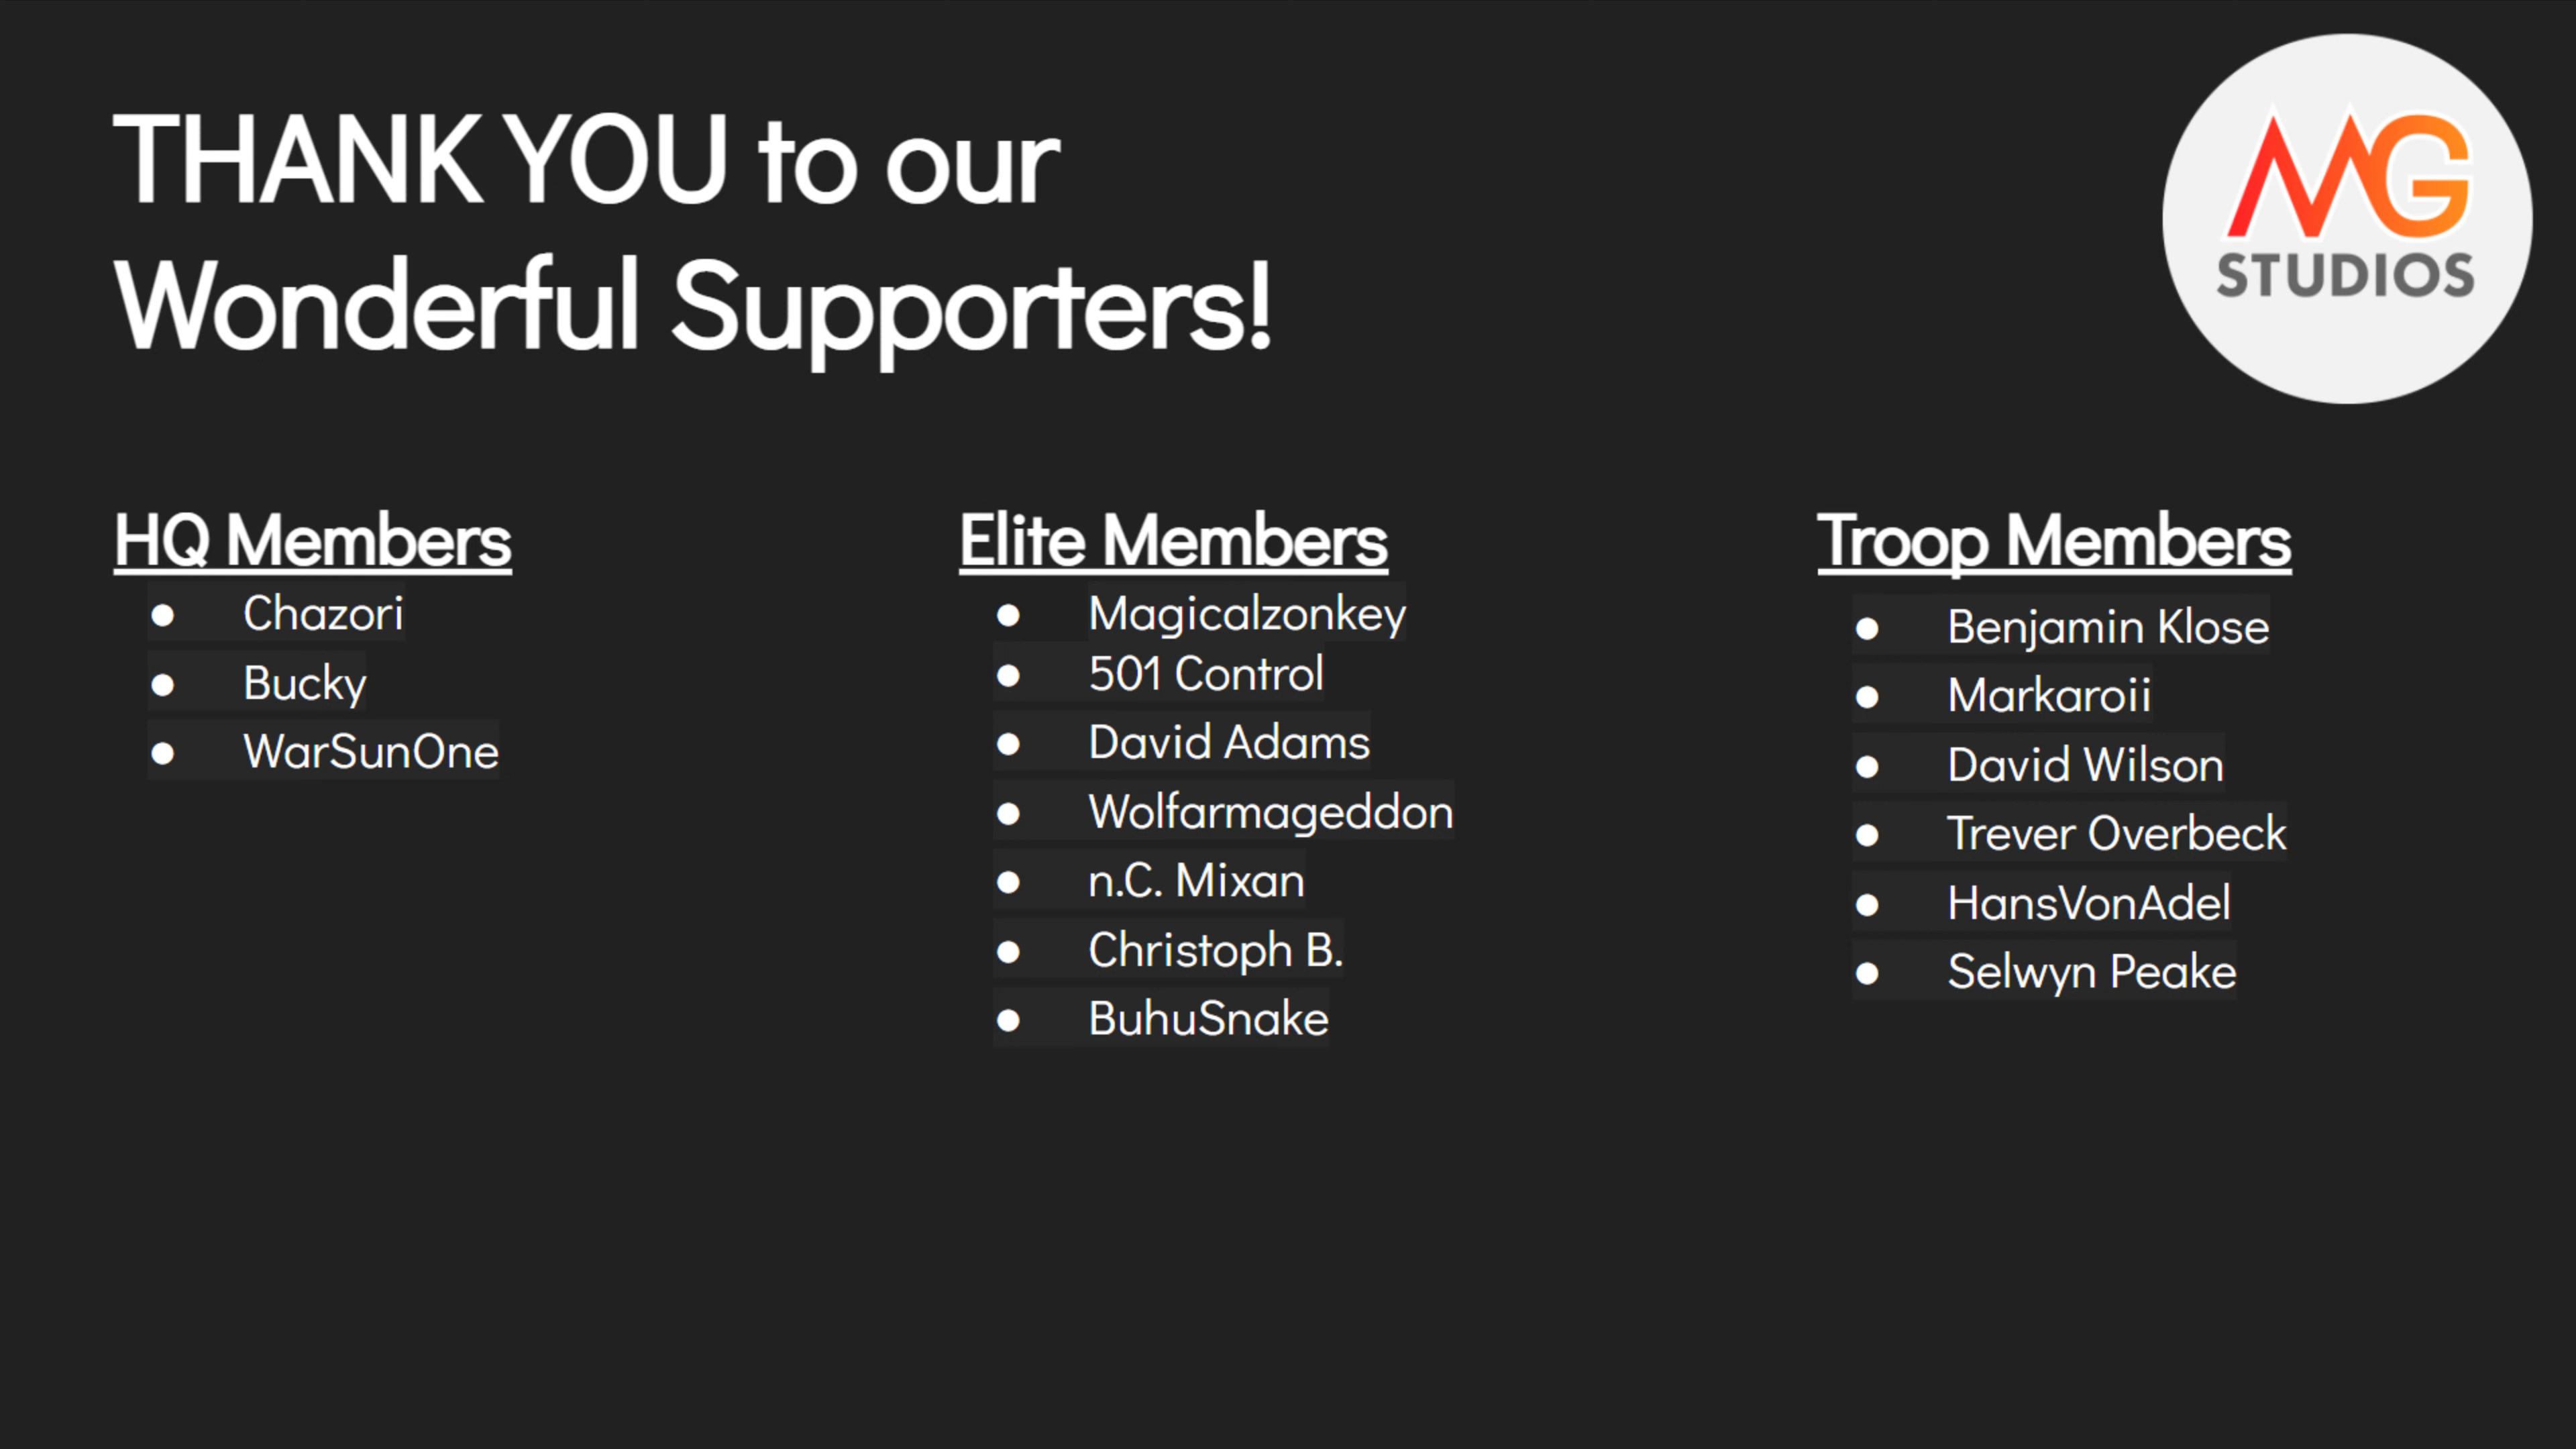 THANK YOU to our
Wonderful Supporters!
MG
STUDIOS
HQ Members
● Chazori
● Bucky
● WarSunOne
Elite Members
● Magicalzonkey
● 501 Control
● David Adams
● Wolfarmageddon
● n.C. Mixan
● Christoph B.
● BuhuSnake
Troop Members
● Benjamin Klose
● Markaroii
● David Wilson
● Trever Overbeck
● HansVonAdel
● Selwyn Peake